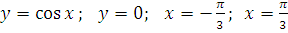 y = cos x ; y = 0; x = −π/3; x = π/3